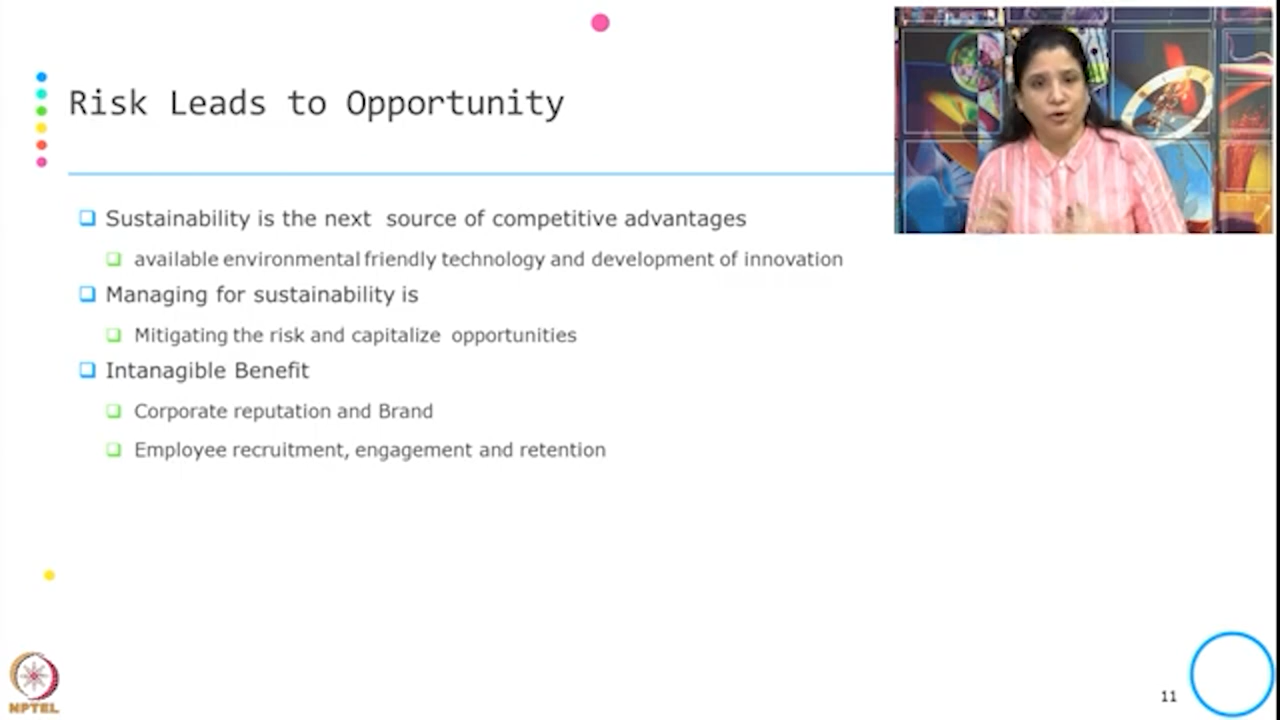 Risk Leads to Opportunity
Sustainability is the next source of competitive advantages
available environmental friendly technology and development of innovation
Managing for sustainability is
Mitigating the risk and capitalize opportunities
Intanagible Benefit
Corporate reputation and Brand
Employee recruitment, engagement and retention
NPTEL
11